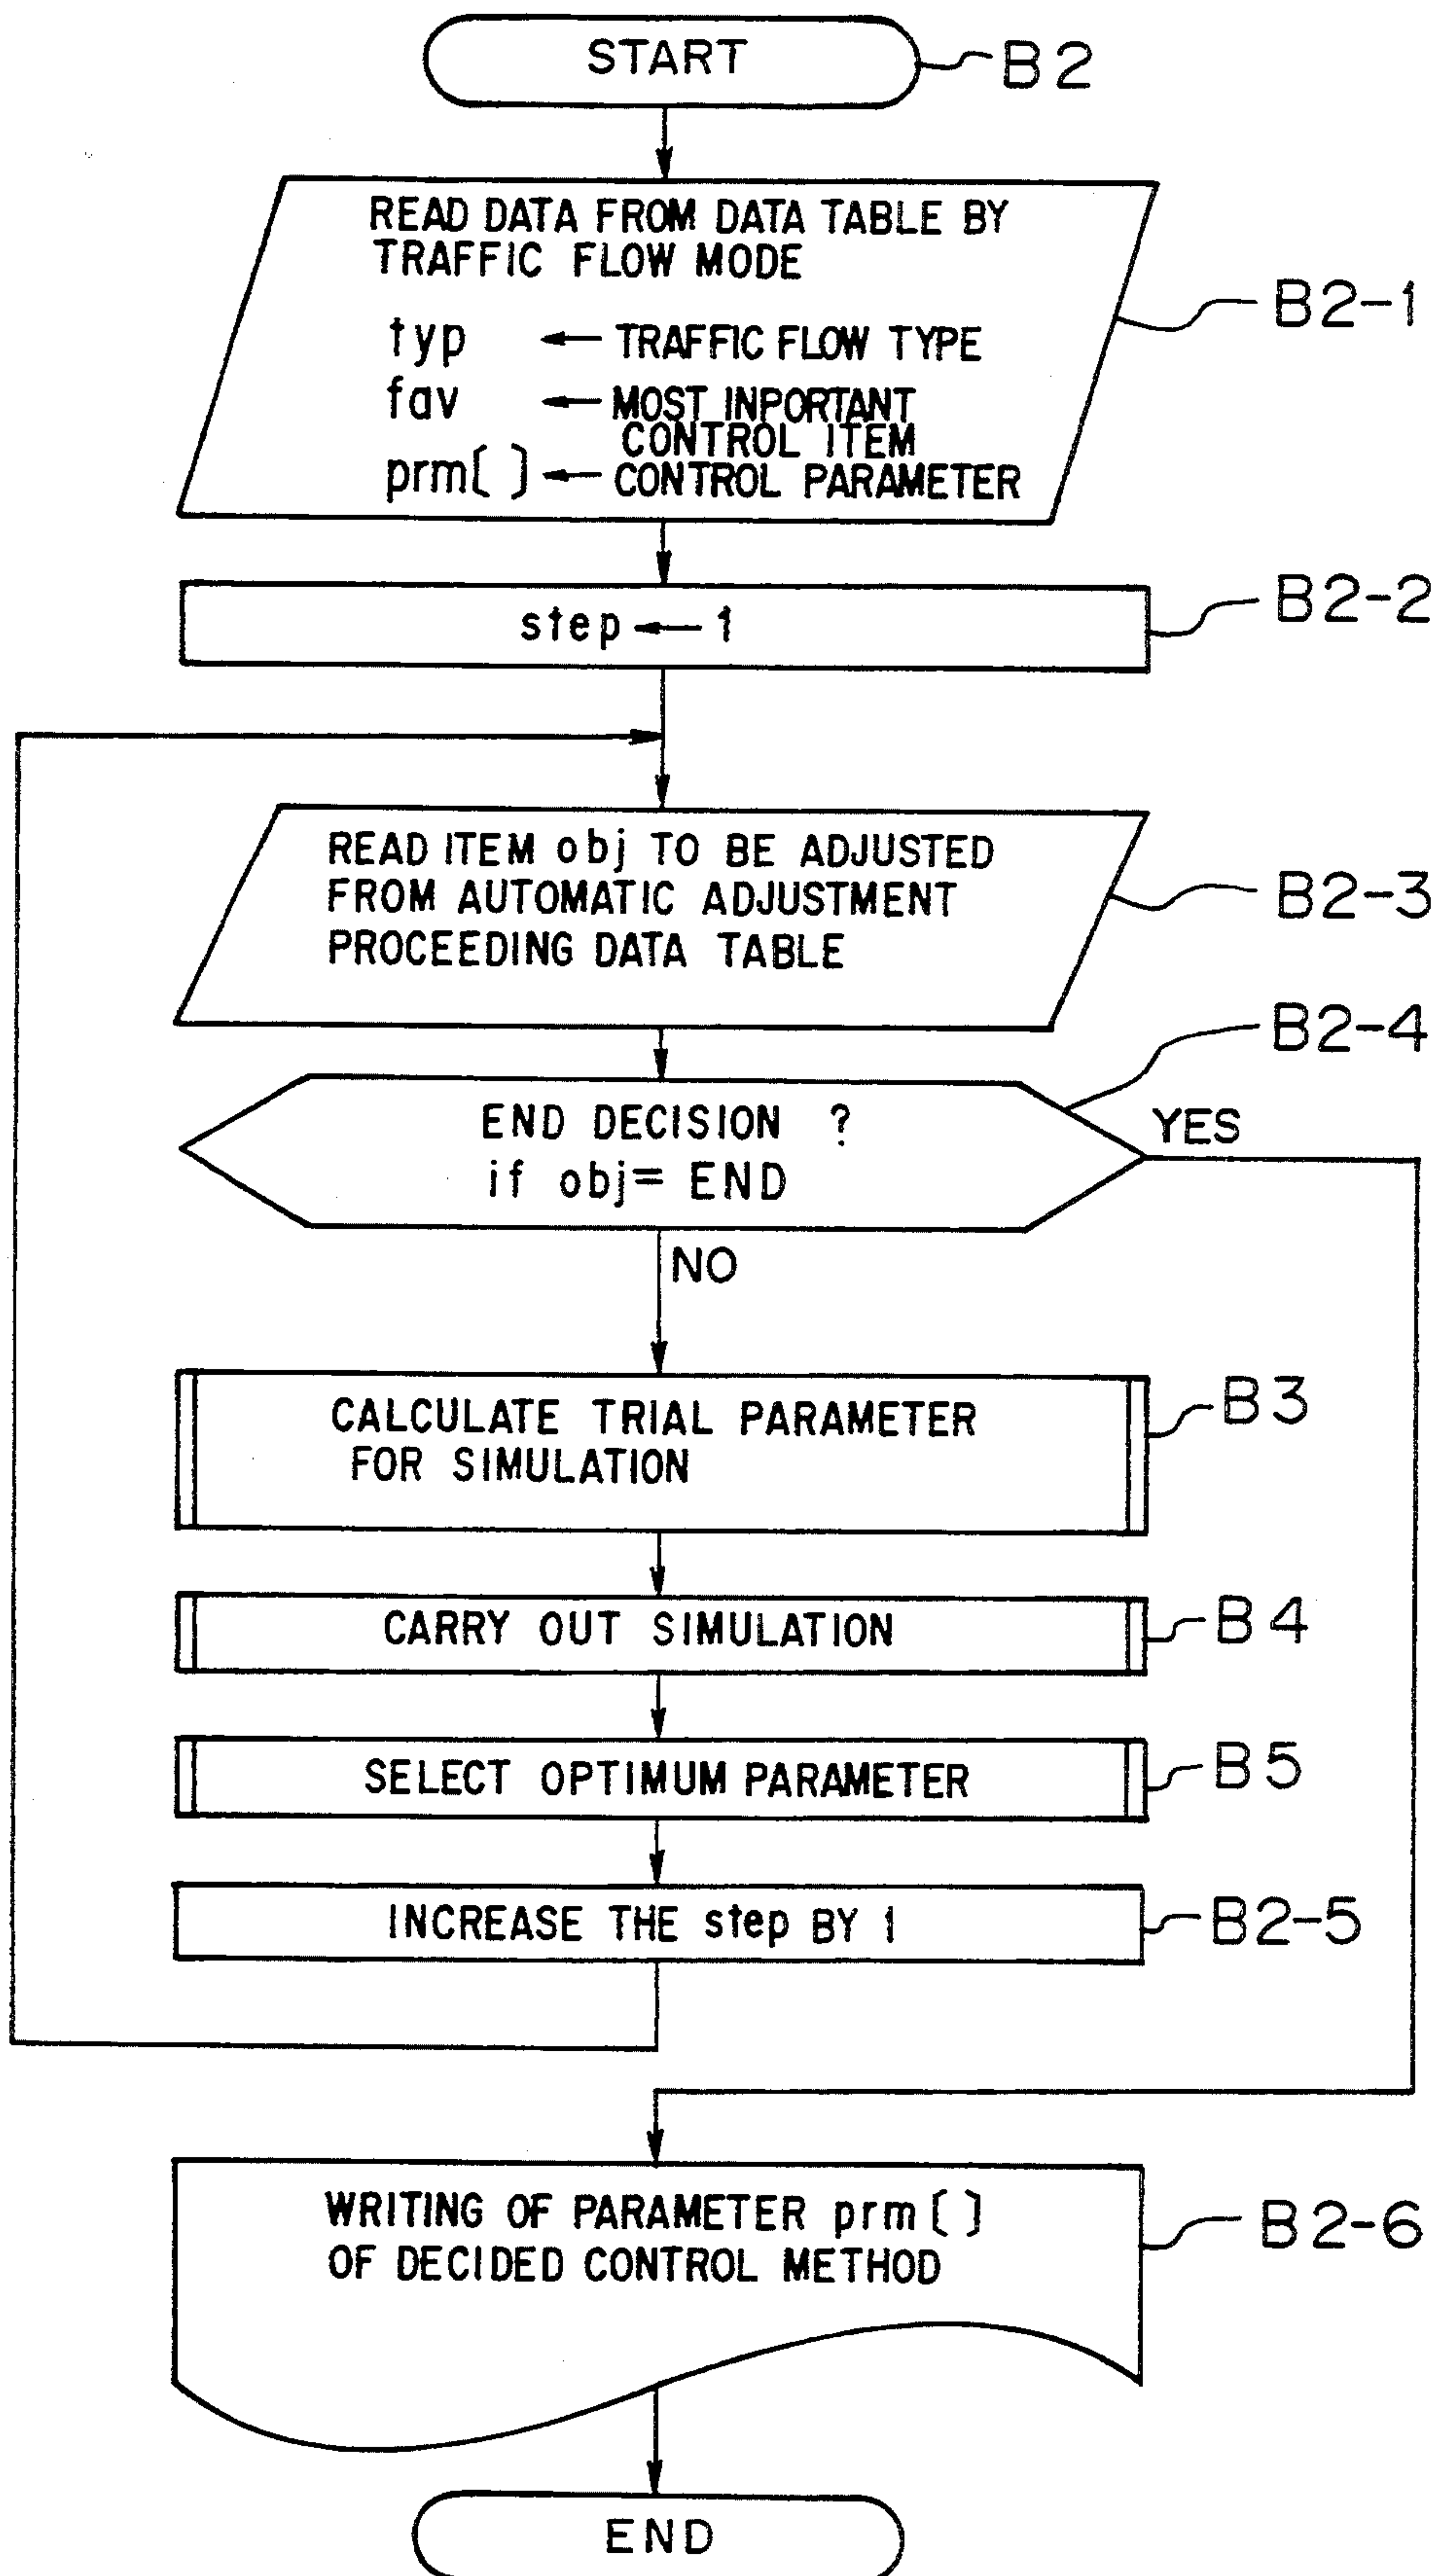 START
B2
READ DATA FROM DATA TABLE BY
TRAFFIC FLOW MODE
typ ← TRAFFIC FLOW TYPE
fav ← MOST INPORTANT
CONTROL ITEM
prm[ ] ← CONTROL PARAMETER
B2-1
step ← 1
B2-2
READ ITEM obj TO BE ADJUSTED
FROM AUTOMATIC ADJUSTMENT
PROCEEDING DATA TABLE
B2-3
END DECISION ?
if obj= END
B2-4
YES
NO
CALCULATE TRIAL PARAMETER
FOR SIMULATION
B3
CARRY OUT SIMULATION
B4
SELECT OPTIMUM PARAMETER
B5
INCREASE THE step BY 1
B2-5
WRITING OF PARAMETER prm[ ]
OF DECIDED CONTROL METHOD
B2-6
END